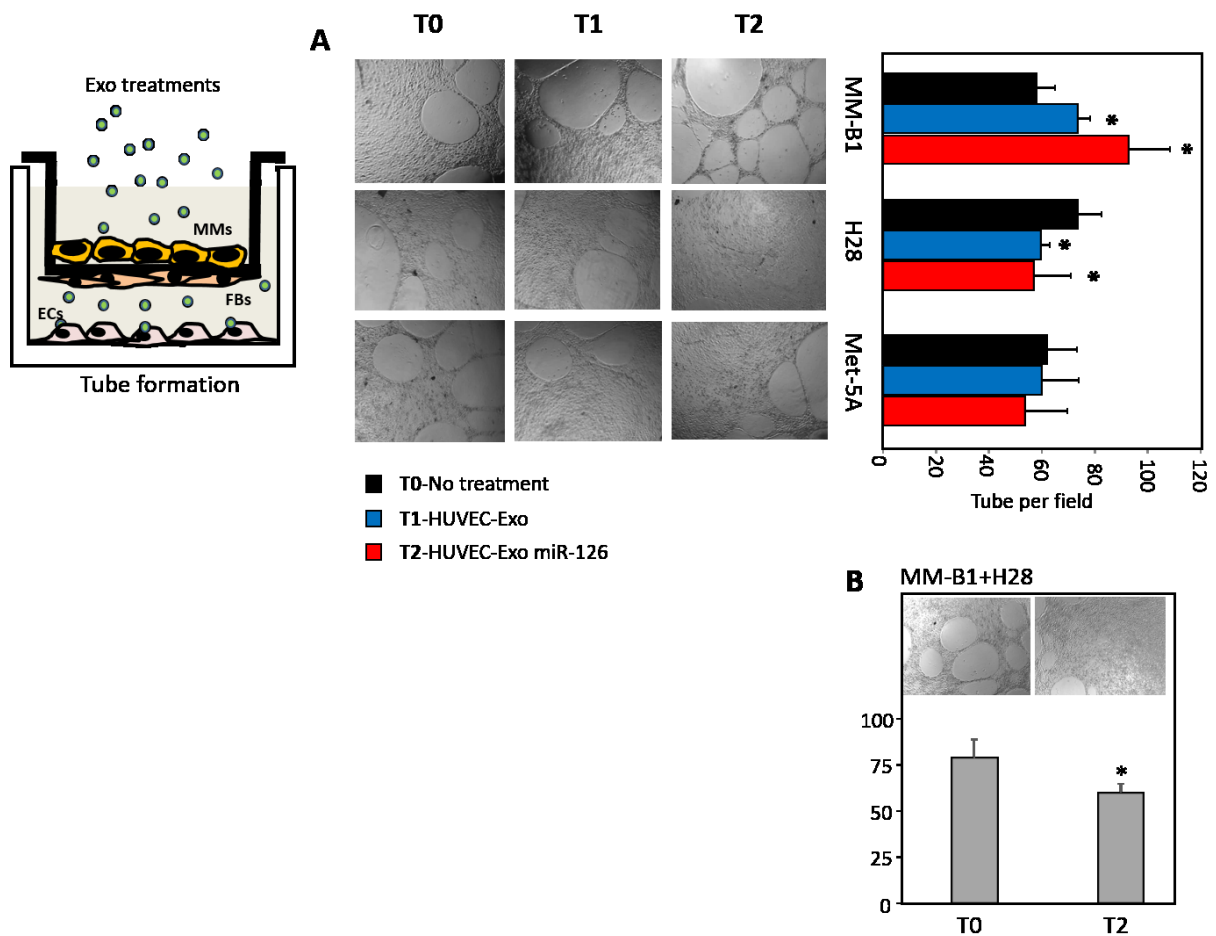 Exo treatments
MMs
FBs
ECs
Tube formation
A
T0 T1 T2
MM-B1
*
*
H28
*
*
Met-5A
0 20 40 60 80 100 120
Tube per field
T0-No treatment
T1-HUVEC-Exo
T2-HUVEC-Exo miR-126
B
MM-B1+H28
100
75
50
25
0
*
T0 T2